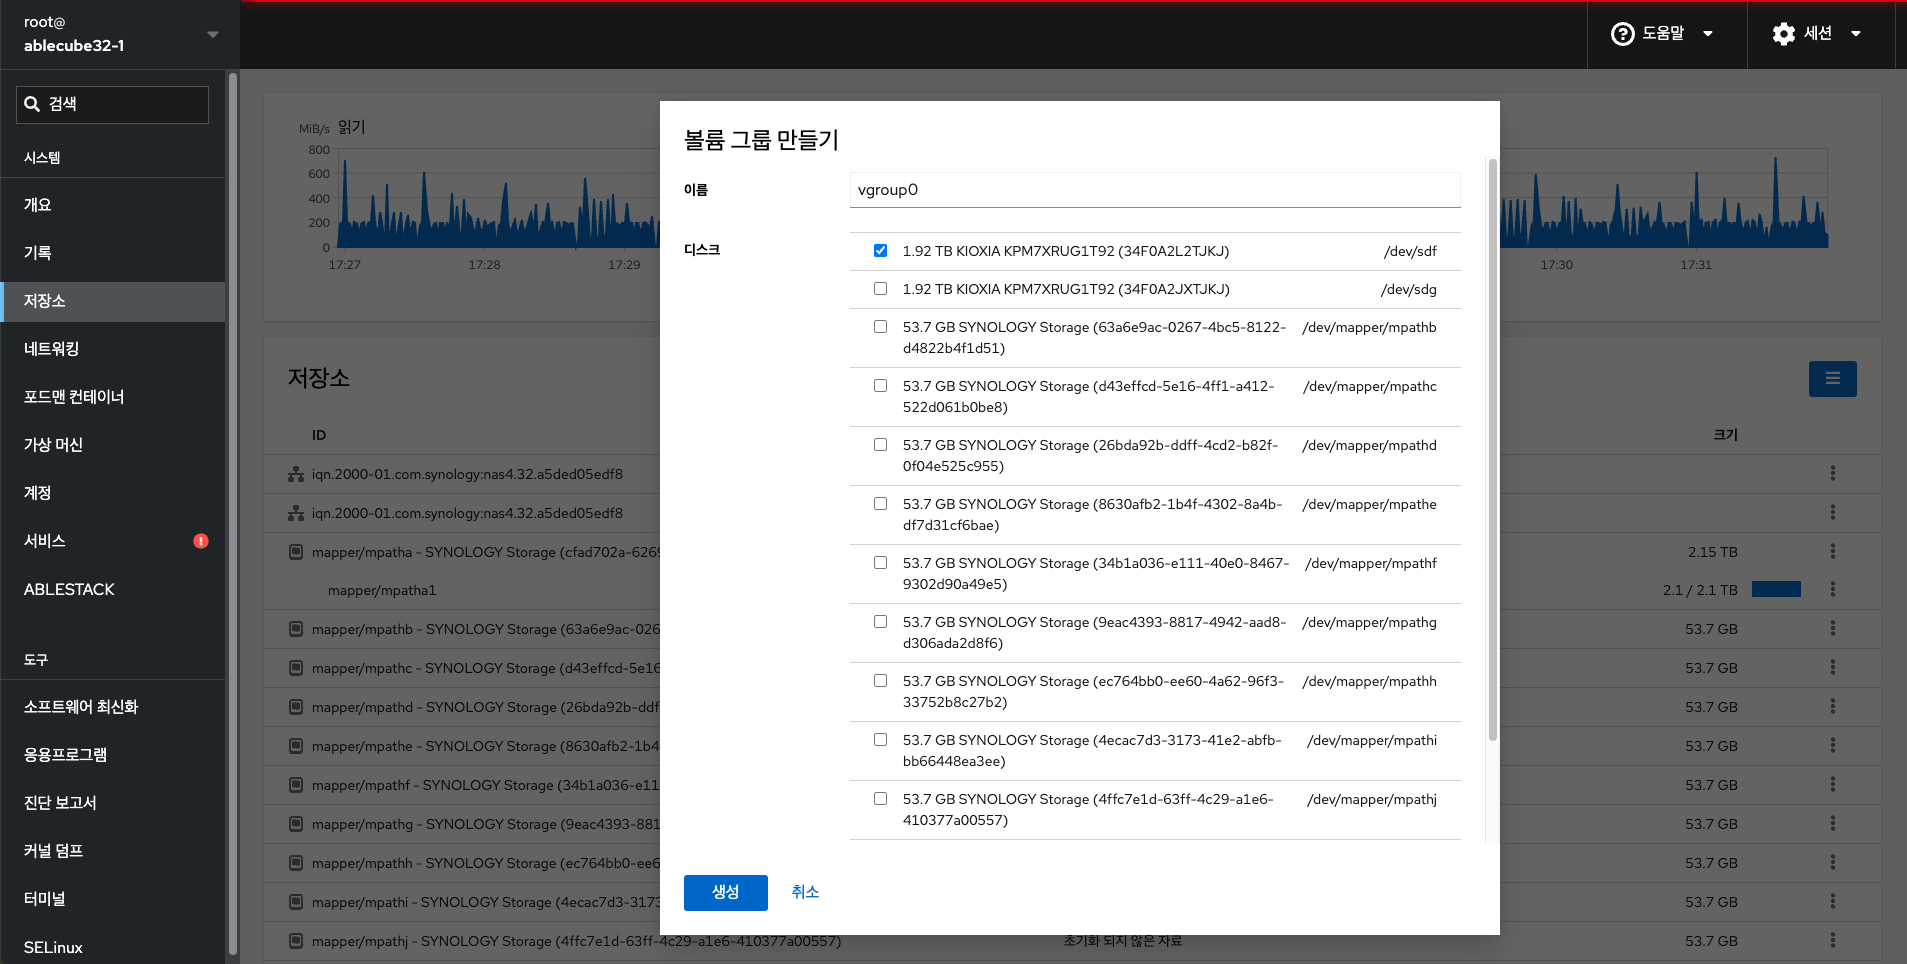 root@
ablecube32-1
도움말
세션
검색
시스템
개요
기록
저장소
네트워킹
포드맨 컨테이너
가상 머신
계정
서비스
ABLESTACK
도구
소프트웨어 최신화
응용프로그램
진단 보고서
커널 덤프
터미널
SELinux
MiB/s 읽기
800
600
400
200
0
17:27
17:28
17:29
17:30
17:31
저장소
ID
크기
iqn.2000-01.com.synology:nas4.32.a5ded05edf8
iqn.2000-01.com.synology:nas4.32.a5ded05edf8
mapper/mpatha - SYNOLOGY Storage (cfad702a-626
2.15 TB
mapper/mpatha1
2.1 / 2.1 TB
mapper/mpathb - SYNOLOGY Storage (63a6e9ac-026
53.7 GB
mapper/mpathc - SYNOLOGY Storage (d43effcd-5e16
53.7 GB
mapper/mpathd - SYNOLOGY Storage (26bda92b-ddf
53.7 GB
mapper/mpathe - SYNOLOGY Storage (8630afb2-1b4
53.7 GB
mapper/mpathf - SYNOLOGY Storage (34b1a036-e11
53.7 GB
mapper/mpathg - SYNOLOGY Storage (9eac4393-881
53.7 GB
mapper/mpathh - SYNOLOGY Storage (ec764bb0-ee6
53.7 GB
mapper/mpathi - SYNOLOGY Storage (4ecac7d3-3173
53.7 GB
mapper/mpathj - SYNOLOGY Storage (4ffc7e1d-63ff-4c29-a1e6-410377a00557)
초기화 되지 않은 자료
53.7 GB
볼륨 그룹 만들기
이름
vgroup0
디스크
1.92 TB KIOXIA KPM7XRUG1T92 (34F0A2L2TJKJ) /dev/sdf
1.92 TB KIOXIA KPM7XRUG1T92 (34F0A2JXTJKJ) /dev/sdg
53.7 GB SYNOLOGY Storage (63a6e9ac-0267-4bc5-8122- /dev/mapper/mpathb
d4822b4f1d51)
53.7 GB SYNOLOGY Storage (d43effcd-5e16-4ff1-a412- /dev/mapper/mpathc
522d061b0be8)
53.7 GB SYNOLOGY Storage (26bda92b-ddff-4cd2-b82f- /dev/mapper/mpathd
0f04e525c955)
53.7 GB SYNOLOGY Storage (8630afb2-1b4f-4302-8a4b- /dev/mapper/mpathe
df7d31cf6bae)
53.7 GB SYNOLOGY Storage (34b1a036-e111-40e0-8467- /dev/mapper/mpathf
9302d90a49e5)
53.7 GB SYNOLOGY Storage (9eac4393-8817-4942-aad8- /dev/mapper/mpathg
d306ada2d8f6)
53.7 GB SYNOLOGY Storage (ec764bb0-ee60-4a62-96f3- /dev/mapper/mpathh
33752b8c27b2)
53.7 GB SYNOLOGY Storage (4ecac7d3-3173-41e2-abfb- /dev/mapper/mpathi
bb66448ea3ee)
53.7 GB SYNOLOGY Storage (4ffc7e1d-63ff-4c29-a1e6- /dev/mapper/mpathj
410377a00557)
생성
취소